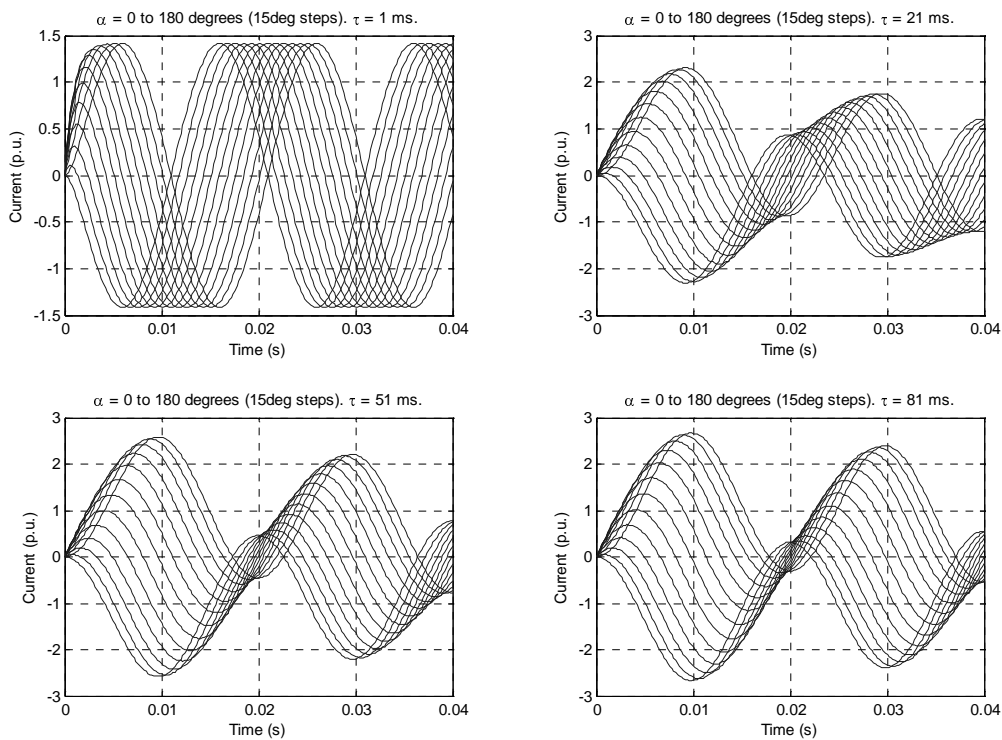 α = 0 to 180 degrees (15deg steps). τ = 1 ms.
1.5
1
0.5
0
-0.5
-1
-1.5
Current (p.u.)
0 0.01 0.02 0.03 0.04
Time (s)
α = 0 to 180 degrees (15deg steps). τ = 21 ms.
3
2
1
0
-1
-2
-3
Current (p.u.)
0 0.01 0.02 0.03 0.04
Time (s)
α = 0 to 180 degrees (15deg steps). τ = 51 ms.
3
2
1
0
-1
-2
-3
Current (p.u.)
0 0.01 0.02 0.03 0.04
Time (s)
α = 0 to 180 degrees (15deg steps). τ = 81 ms.
3
2
1
0
-1
-2
-3
Current (p.u.)
0 0.01 0.02 0.03 0.04
Time (s)